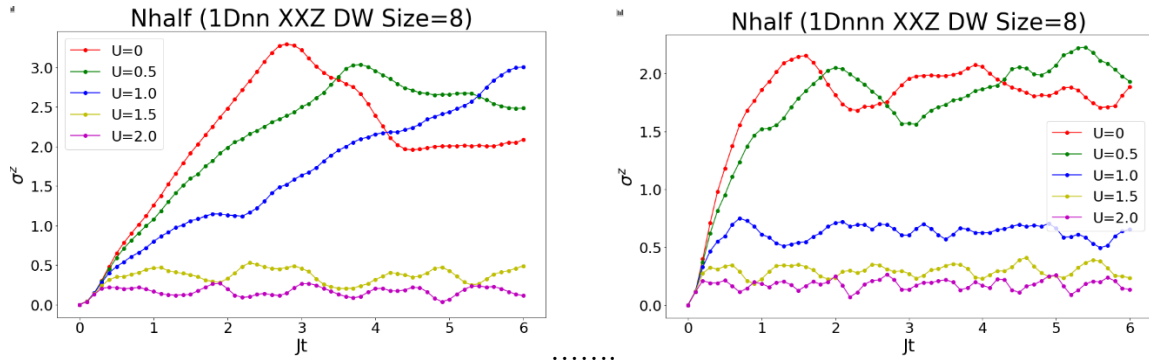 Nhalf (1Dnn XXZ DW Size=8)
U=0
U=0.5
U=1.0
U=1.5
U=2.0
3.0
2.5
2.0
1.5
1.0
0.5
0.0
σᶻ
0 1 2 3 4 5 6
Jt
Nhalf (1Dnnn XXZ DW Size=8)
2.0
1.5
1.0
0.5
0.0
σᶻ
U=0
U=0.5
U=1.0
U=1.5
U=2.0
0 1 2 3 4 5 6
Jt
.......